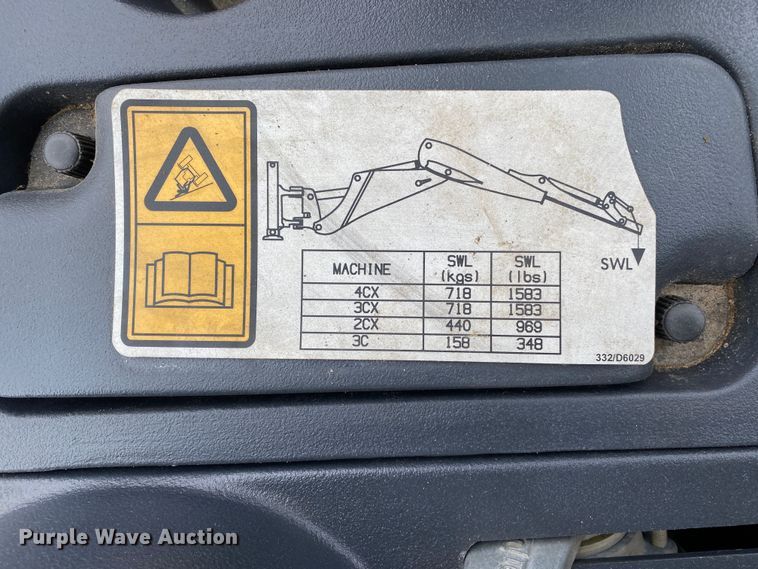 SWL
MACHINE SWL (kgs) SWL (lbs)
4CX 718 1583
3CX 718 1583
2CX 440 969
3C 158 348
332/D6029
Purple Wave Auction